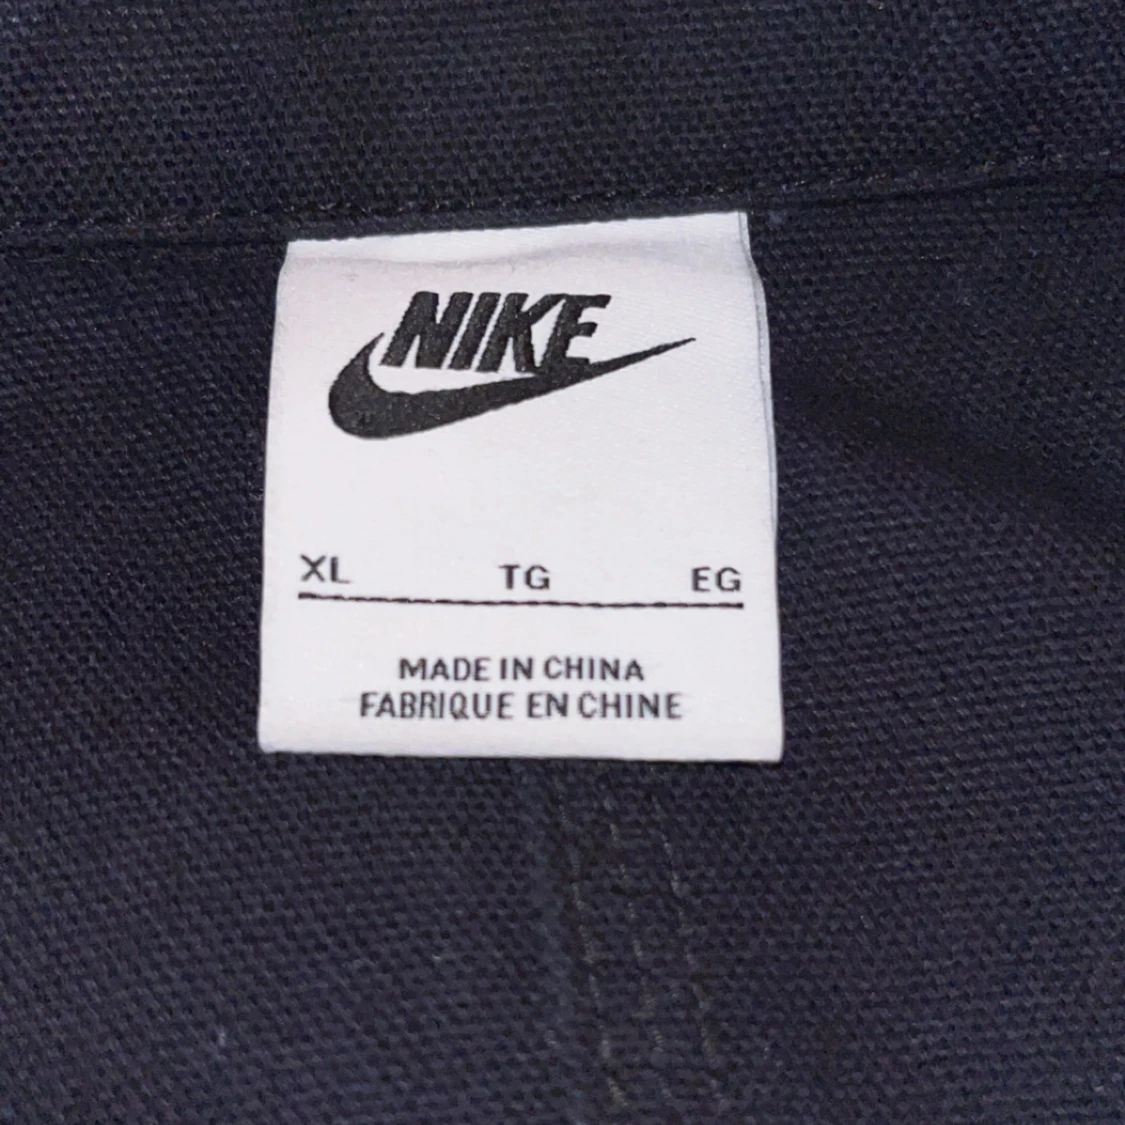 NIKE
XL TG EG
MADE IN CHINA
FABRIQUE EN CHINE